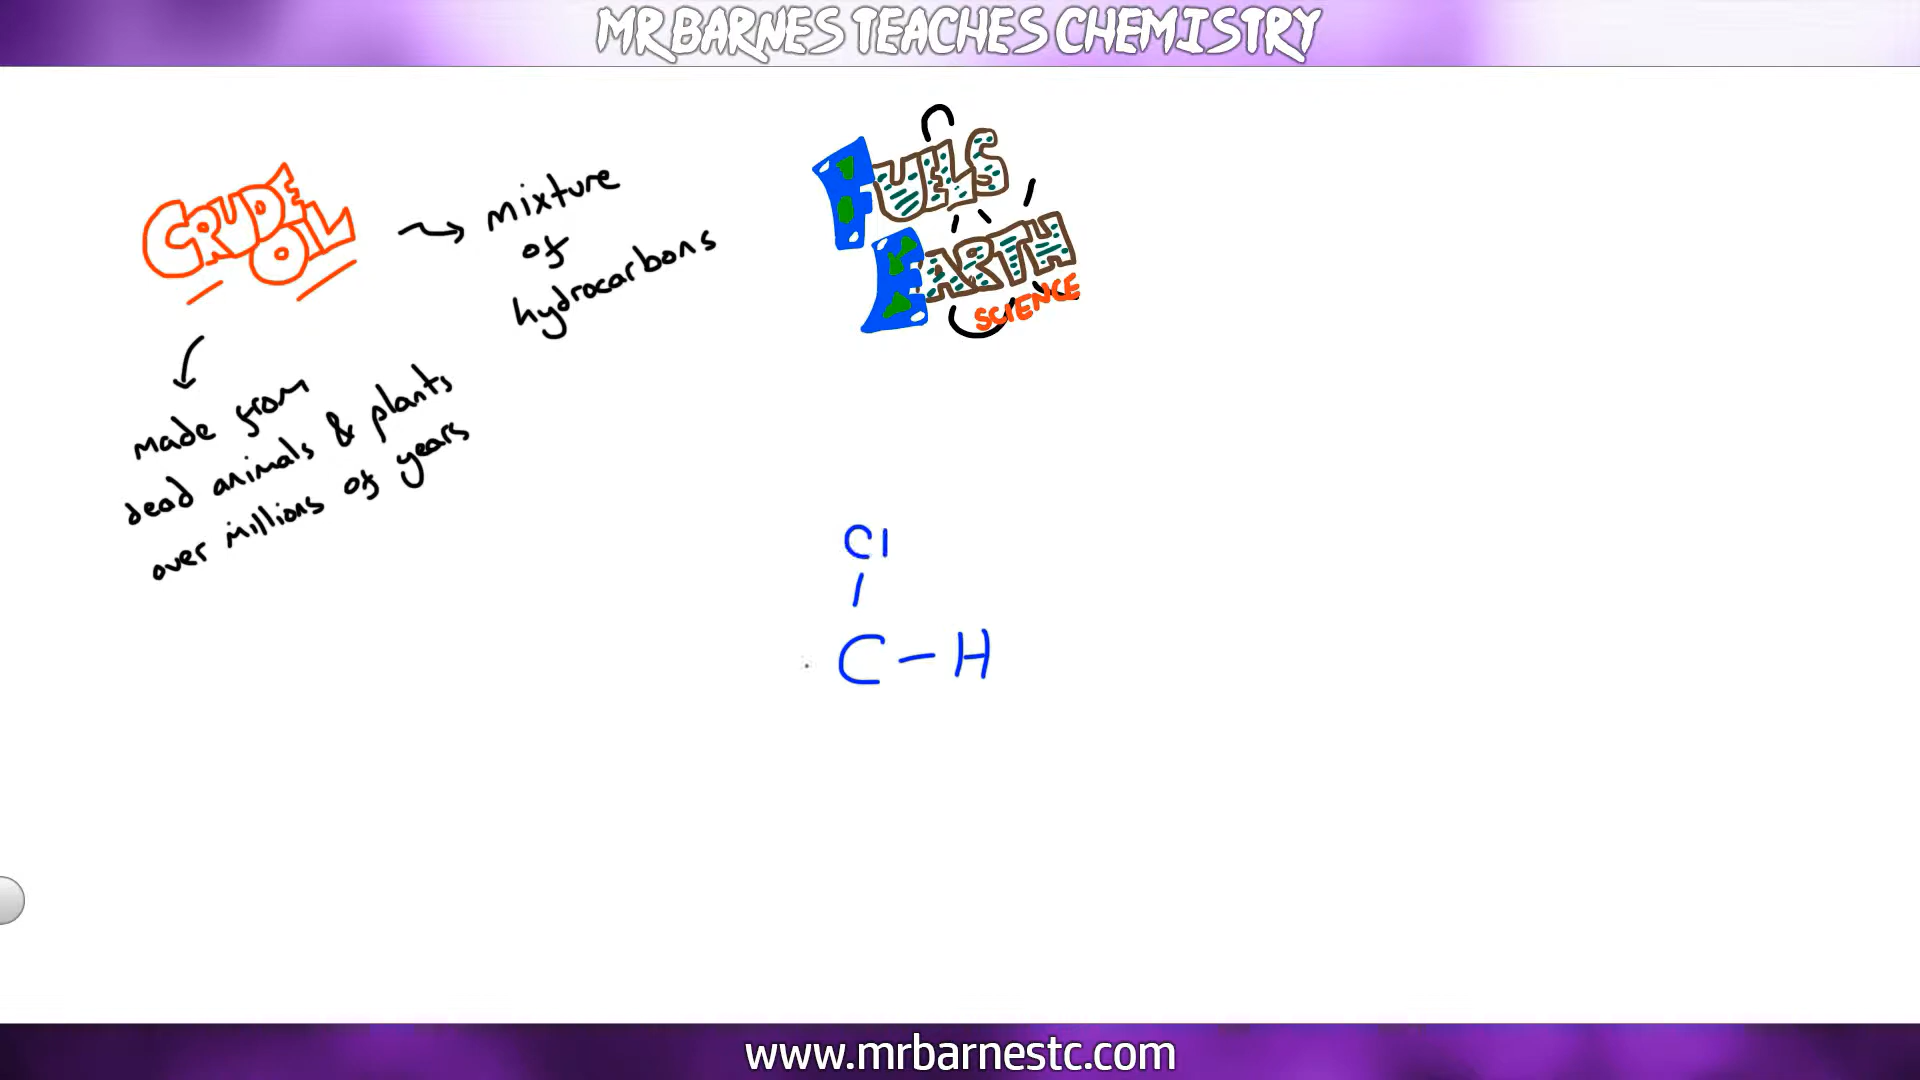 MR BARNES TEACHES CHEMISTRY
CRUDE
OIL
mixture
of
hydrocarbons
made from
dead animals & plants
over millions of years
FUELS
EARTH
SCIENCE
Cl
C - H
www.mrbarnestc.com